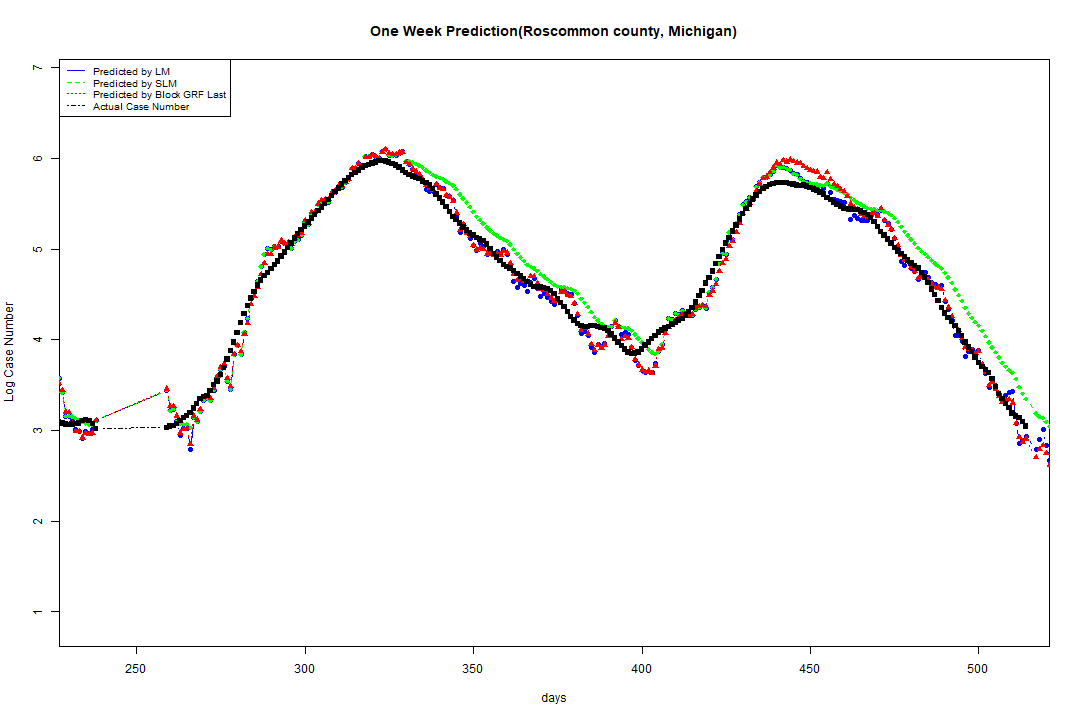 One Week Prediction(Roscommon county, Michigan)
Predicted by LM
Predicted by SLM
Predicted by Block GRF Last
Actual Case Number
7
6
5
4
3
2
1
Log Case Number
250 300 350 400 450 500
days